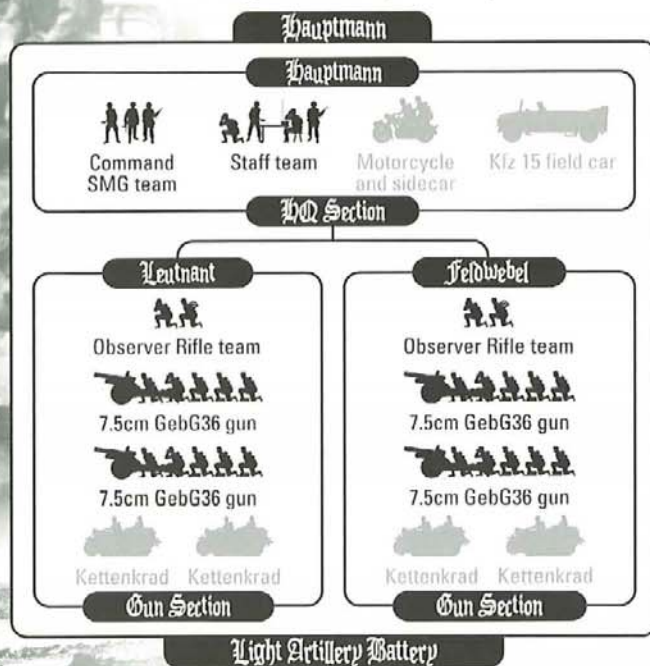 Hauptmann
Hauptmann
Command
SMG team
Staff team
Motorcycle
and sidecar
Kfz 15 field car
HQ Section
Leutnant
Observer Rifle team
7.5cm GebG36 gun
7.5cm GebG36 gun
Kettenkrad Kettenkrad
Gun Section
Feldwebel
Observer Rifle team
7.5cm GebG36 gun
7.5cm GebG36 gun
Kettenkrad Kettenkrad
Gun Section
Light Artillery Battery